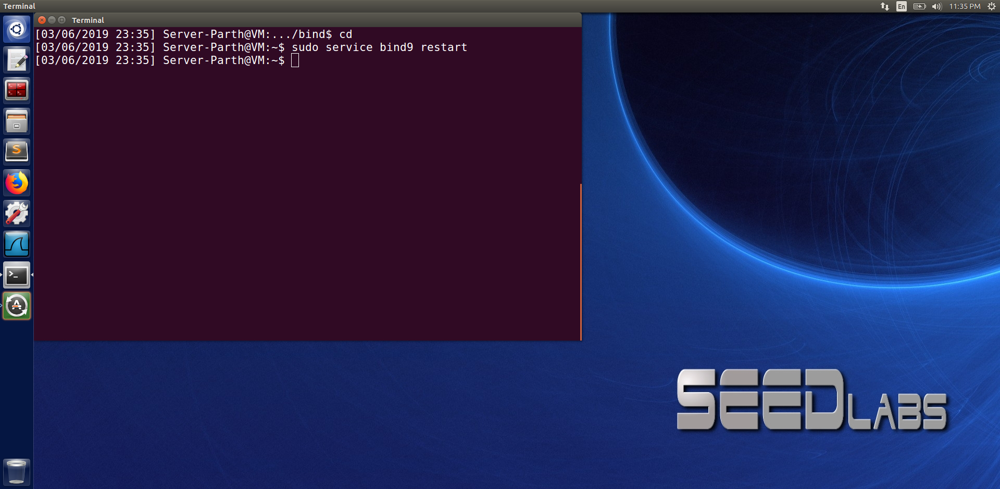 Terminal
En
11:35 PM
Terminal
[03/06/2019 23:35] Server-Parth@VM:.../bind$ cd
[03/06/2019 23:35] Server-Parth@VM:~$ sudo service bind9 restart
[03/06/2019 23:35] Server-Parth@VM:~$
SEEDLABS